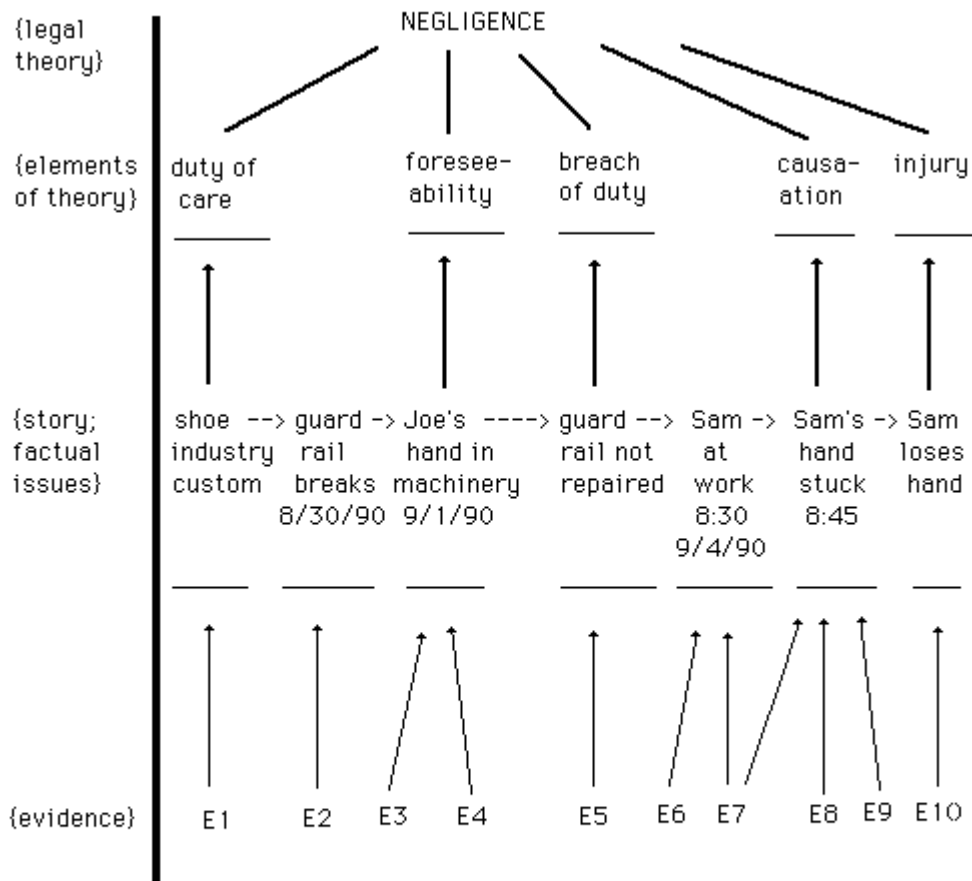 {legal
theory}
NEGLIGENCE
{elements
of theory}
duty of
care
foresee-
ability
breach
of duty
causa-
ation
injury
{story;
factual
issues}
shoe --> guard -> Joe's ----> guard --> Sam -> Sam's -> Sam
industry rail hand in rail not at hand loses
custom breaks machinery repaired work stuck hand
8/30/90 9/1/90 8:30 8:45
9/4/90
{evidence} E1 E2 E3 E4 E5 E6 E7 E8 E9 E10